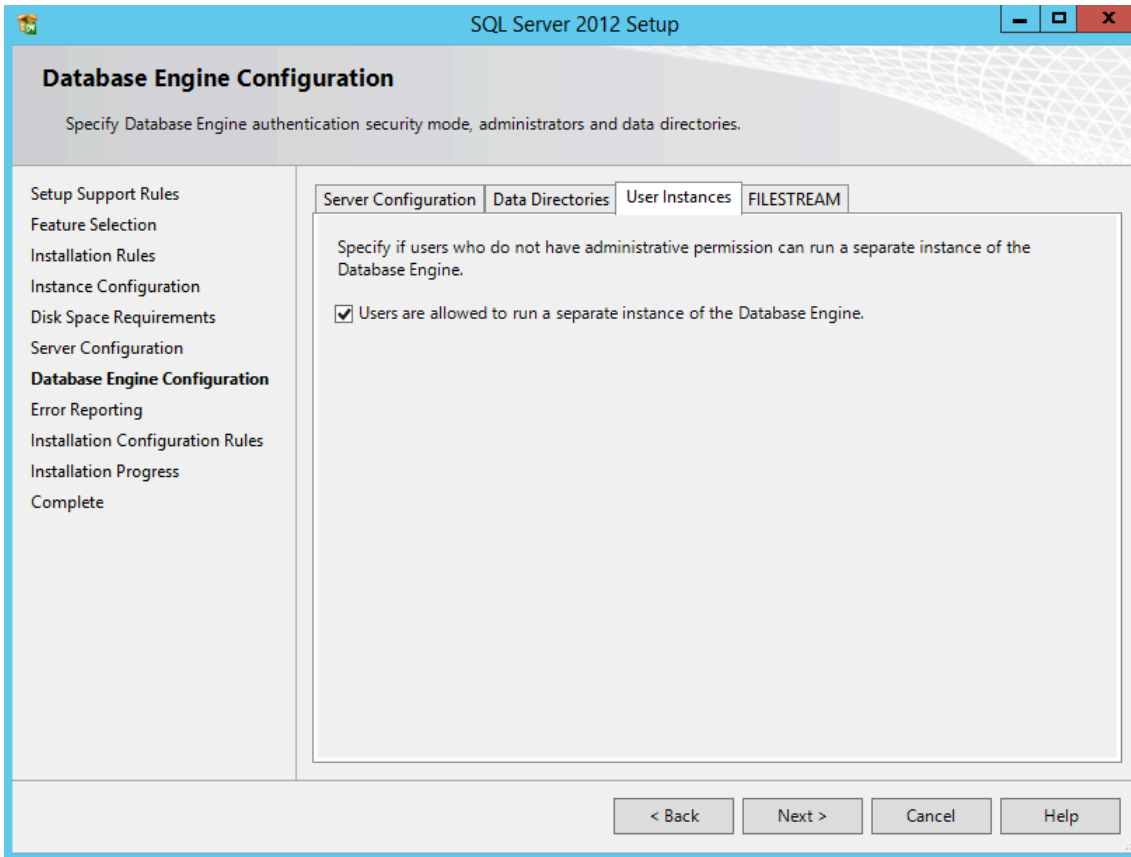 SQL Server 2012 Setup
Database Engine Configuration
Specify Database Engine authentication security mode, administrators and data directories.
Setup Support Rules
Feature Selection
Installation Rules
Instance Configuration
Disk Space Requirements
Server Configuration
Database Engine Configuration
Error Reporting
Installation Configuration Rules
Installation Progress
Complete
Server Configuration Data Directories User Instances FILESTREAM
Specify if users who do not have administrative permission can run a separate instance of the
Database Engine.
Users are allowed to run a separate instance of the Database Engine.
< Back Next > Cancel Help